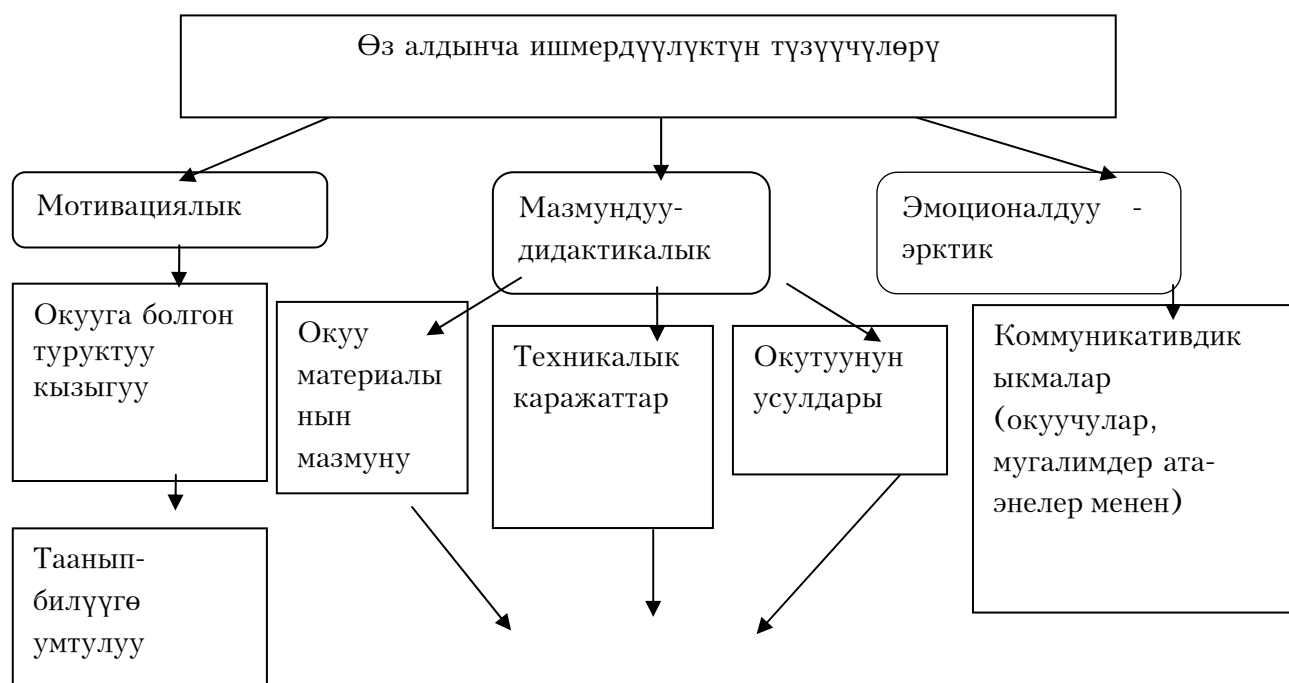 Өз алдынча ишмердүүлүктүн түзүүчүлөрү
Мотивациялык
Мазмундуу-
дидактикалык
Эмоционалдуу -
эрктик
Окууга болгон
туруктуу
кызыгуу
Окуу
материалы
нын
мазмуну
Техникалык
каражаттар
Окутуунун
усулдары
Коммуникативдик
ыкмалар
(окуучулар,
мугалимдер ата-
энелер менен)
Таанып-
билүүгө
умтулуу